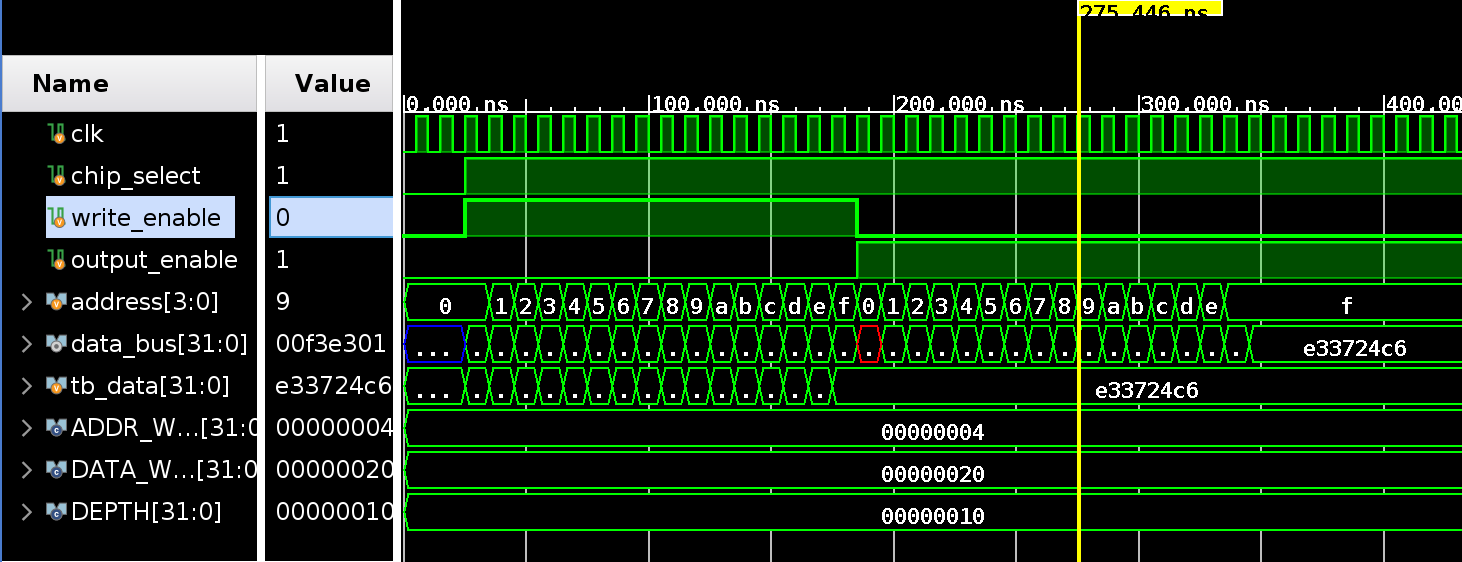 275.446 ns
Name Value
0.000 ns 100.000 ns 200.000 ns 300.000 ns 400.00
clk 1
chip_select 1
write_enable 0
output_enable 1
address[3:0] 9 0 1 2 3 4 5 6 7 8 9 a b c d e f 0 1 2 3 4 5 6 7 8 9 a b c d e f
data_bus[31:0] 00f3e301 ... . . . . . . . . . . . . . . . . . . . . . . . . . . . . . . . . e33724c6
tb_data[31:0] e33724c6 ... . . . . . . . . . . . . . . . e33724c6
ADDR_W...[31:0 00000004 00000004
DATA_W...[31:0 00000020 00000020
DEPTH[31:0] 00000010 00000010